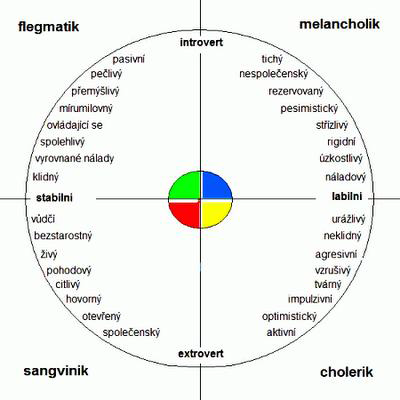 flegmatik
melancholik
introvert
pasivní
pečlivý
přemýšlivý
mírumilovný
ovládající se
spolehlivý
vyrovnané nálady
klidný
tichý
nespolečenský
rezervovaný
pesimistický
střízlivý
rigidní
úzkostlivý
náladový
stabilní
labilní
vůdčí
bezstarostný
živý
pohodový
citlivý
hovorný
otevřený
společenský
urážlivý
neklidný
agresivní
vzrušivý
tvárný
impulzivní
optimistický
aktivní
extrovert
sangvinik
cholerik